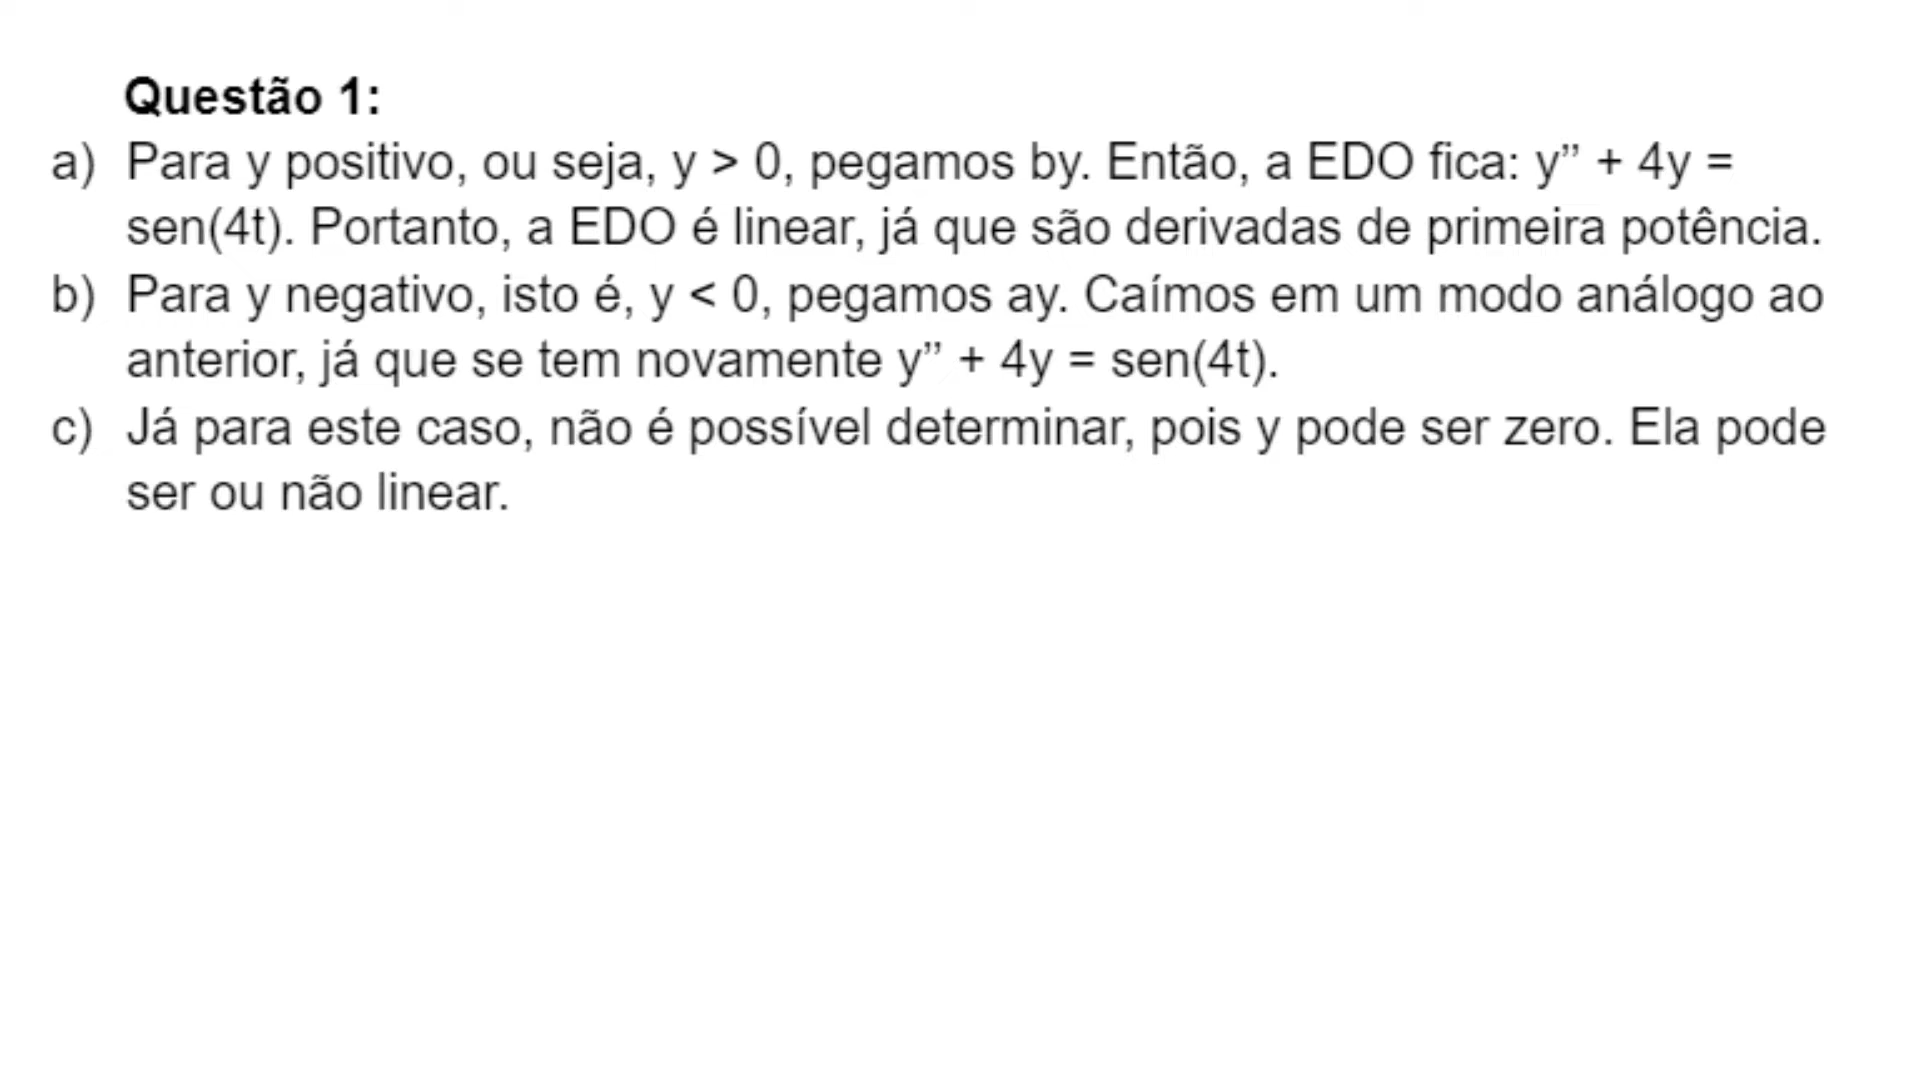 Questão 1:
a) Para y positivo, ou seja, y > 0, pegamos by. Então, a EDO fica: y” + 4y =
sen(4t). Portanto, a EDO é linear, já que são derivadas de primeira potência.
b) Para y negativo, isto é, y < 0, pegamos ay. Caímos em um modo análogo ao
anterior, já que se tem novamente y” + 4y = sen(4t).
c) Já para este caso, não é possível determinar, pois y pode ser zero. Ela pode
ser ou não linear.